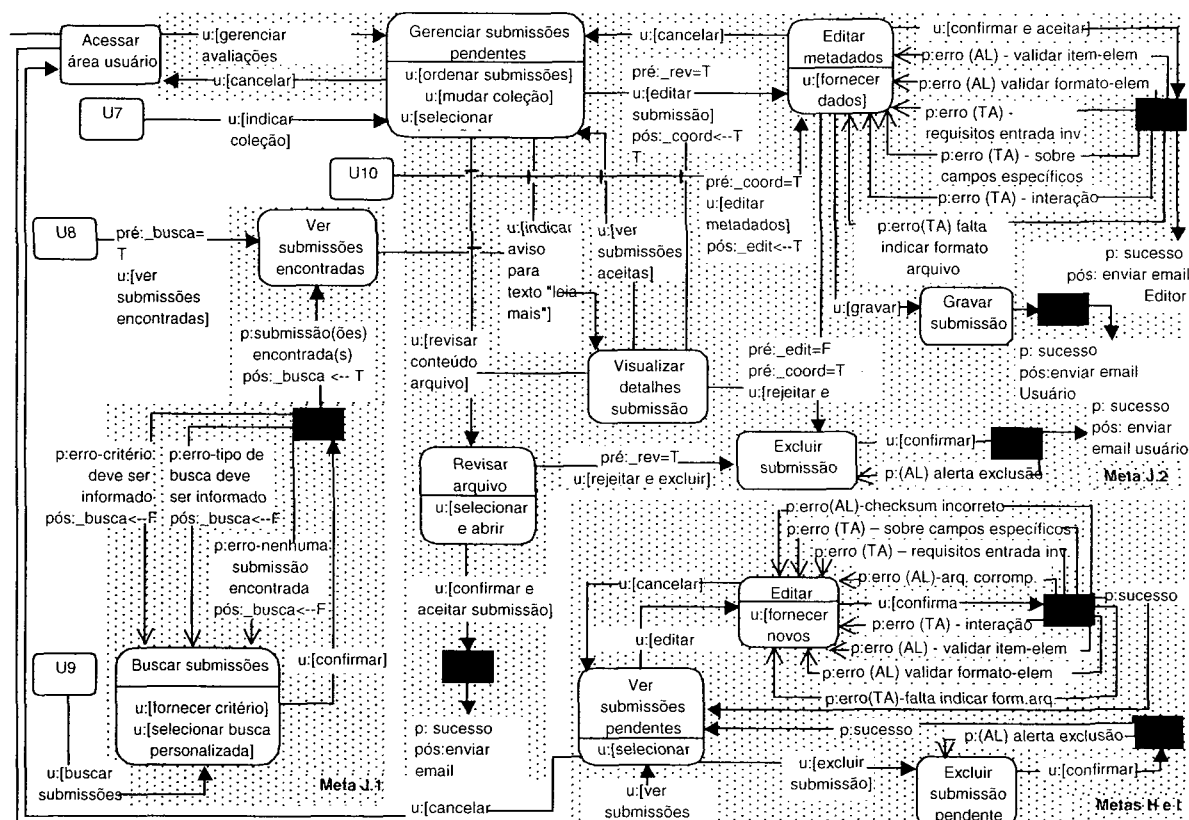 Acessar
área usuário
u:[gerenciar
avaliações
u:[cancelar]
Gerenciar submissões
pendentes
u:[ordenar submissões]
u:[mudar coleção]
u:[selecionar
u:[cancelar]
pré:_rev=T
u:[editar
submissão]
pós:_coord<--T
T
Editar
metadados
u:[fornecer
dados]
u:[confirmar e aceitar]
p:erro (AL) - validar item-elem
p:erro (AL) validar formato-elem
p:erro (TA) -
requisitos entrada inv
p:erro (TA) - sobre
campos específicos
p:erro (TA) - interação
p:erro(TA) falta
indicar formato
arquivo
p: sucesso
pós: enviar email
Editor
U7
u:[indicar
coleção]
U10
pré:_coord=T
u:[editar
metadados]
pós:_edit<--T
U8
pré:_busca=
T
u:[ver
submissões
encontradas]
Ver
submissões
encontradas
u:[indicar
aviso
para
texto "leia
mais"]
u:[ver
submissões
aceitas]
u:[gravar]
Gravar
submissão
p: sucesso
pós:enviar email
Usuário
p:submissão(ões)
encontrada(s)
pós:_busca <-- T
u:[revisar
conteúdo
arquivo]
Visualizar
detalhes
submissão
pré:_edit=F
pré:_coord=T
u:[rejeitar e
Excluir
submissão
u:[confirmar]
p:(AL) alerta exclusão
p: sucesso
pós: enviar
email usuário
Meta J.2
p:erro-critério
deve ser
informado
pós:_busca<--F
p:erro-tipo de
busca deve
ser informado
pós:_busca<--F
p:erro-nenhuma
submissão
encontrada
pós:_busca<--F
Revisar
arquivo
u:[selecionar
e abrir
pré:_rev=T
u:[rejeitar e excluir]
u:[confirmar e
aceitar submissão]
p: sucesso
pós:enviar
email
U9
u:[buscar
submissões
Buscar submissões
u:[fornecer critério]
u:[selecionar busca
personalizada]
u:[confirmar]
Meta J.1
p:erro(AL)-checksum incorreto
p:erro (TA) – sobre campos específicos
p:erro (TA) – requisitos entrada inv
p:erro (AL)-arq. corromp.
u:[cancelar]
Editar
u:[fornecer
novos
u:[confirma
p:erro (TA) - interação
p:erro (AL) - validar item-elem
p:erro (AL) validar formato-elem
p:erro(TA)-falta indicar form.arq
p:sucesso
u:[editar
Ver
submissões
pendentes
u:[selecionar
p:sucesso
p:(AL) alerta exclusão
u:[excluir
submissão]
Excluir
submissão
pendente
u:[confirmar]
u:[cancelar
u:[ver
submissões
Metas H e I